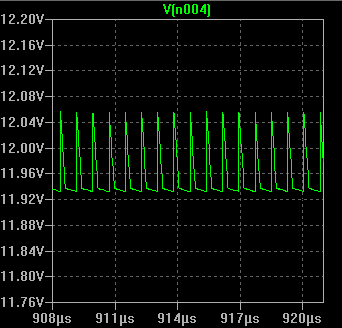 V(n004)
12.20V
12.16V
12.12V
12.08V
12.04V
12.00V
11.96V
11.92V
11.88V
11.84V
11.80V
11.76V
908µs 911µs 914µs 917µs 920µs